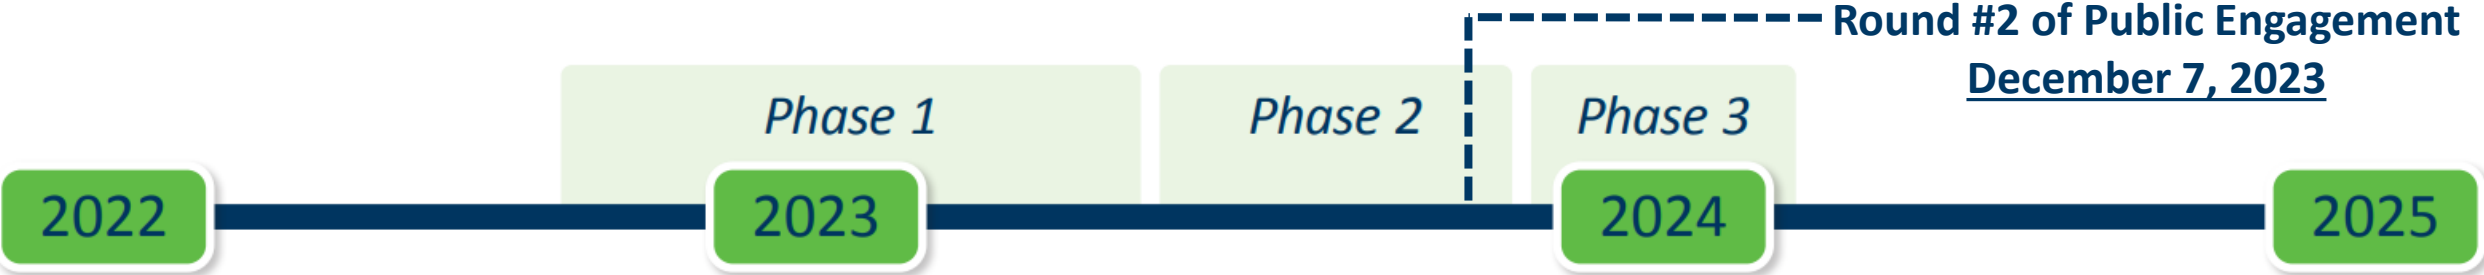 Round #2 of Public Engagement
December 7, 2023
Phase 1
Phase 2
Phase 3
2022
2023
2024
2025